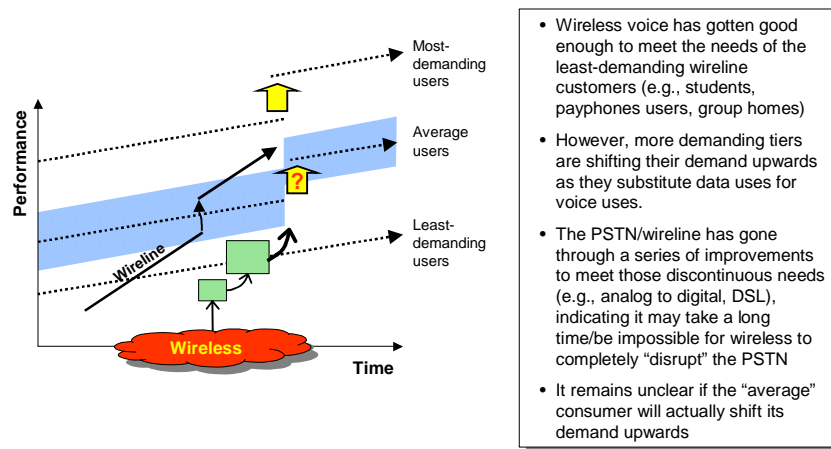 Most-
demanding
users
Average
users
Least-
demanding
users
Performance
Wireline
?
Wireless
Time
• Wireless voice has gotten good
enough to meet the needs of the
least-demanding wireline
customers (e.g., students,
payphones users, group homes)
• However, more demanding tiers
are shifting their demand upwards
as they substitute data uses for
voice uses.
• The PSTN/wireline has gone
through a series of improvements
to meet those discontinuous needs
(e.g., analog to digital, DSL),
indicating it may take a long
time/be impossible for wireless to
completely “disrupt” the PSTN
• It remains unclear if the “average”
consumer will actually shift its
demand upwards